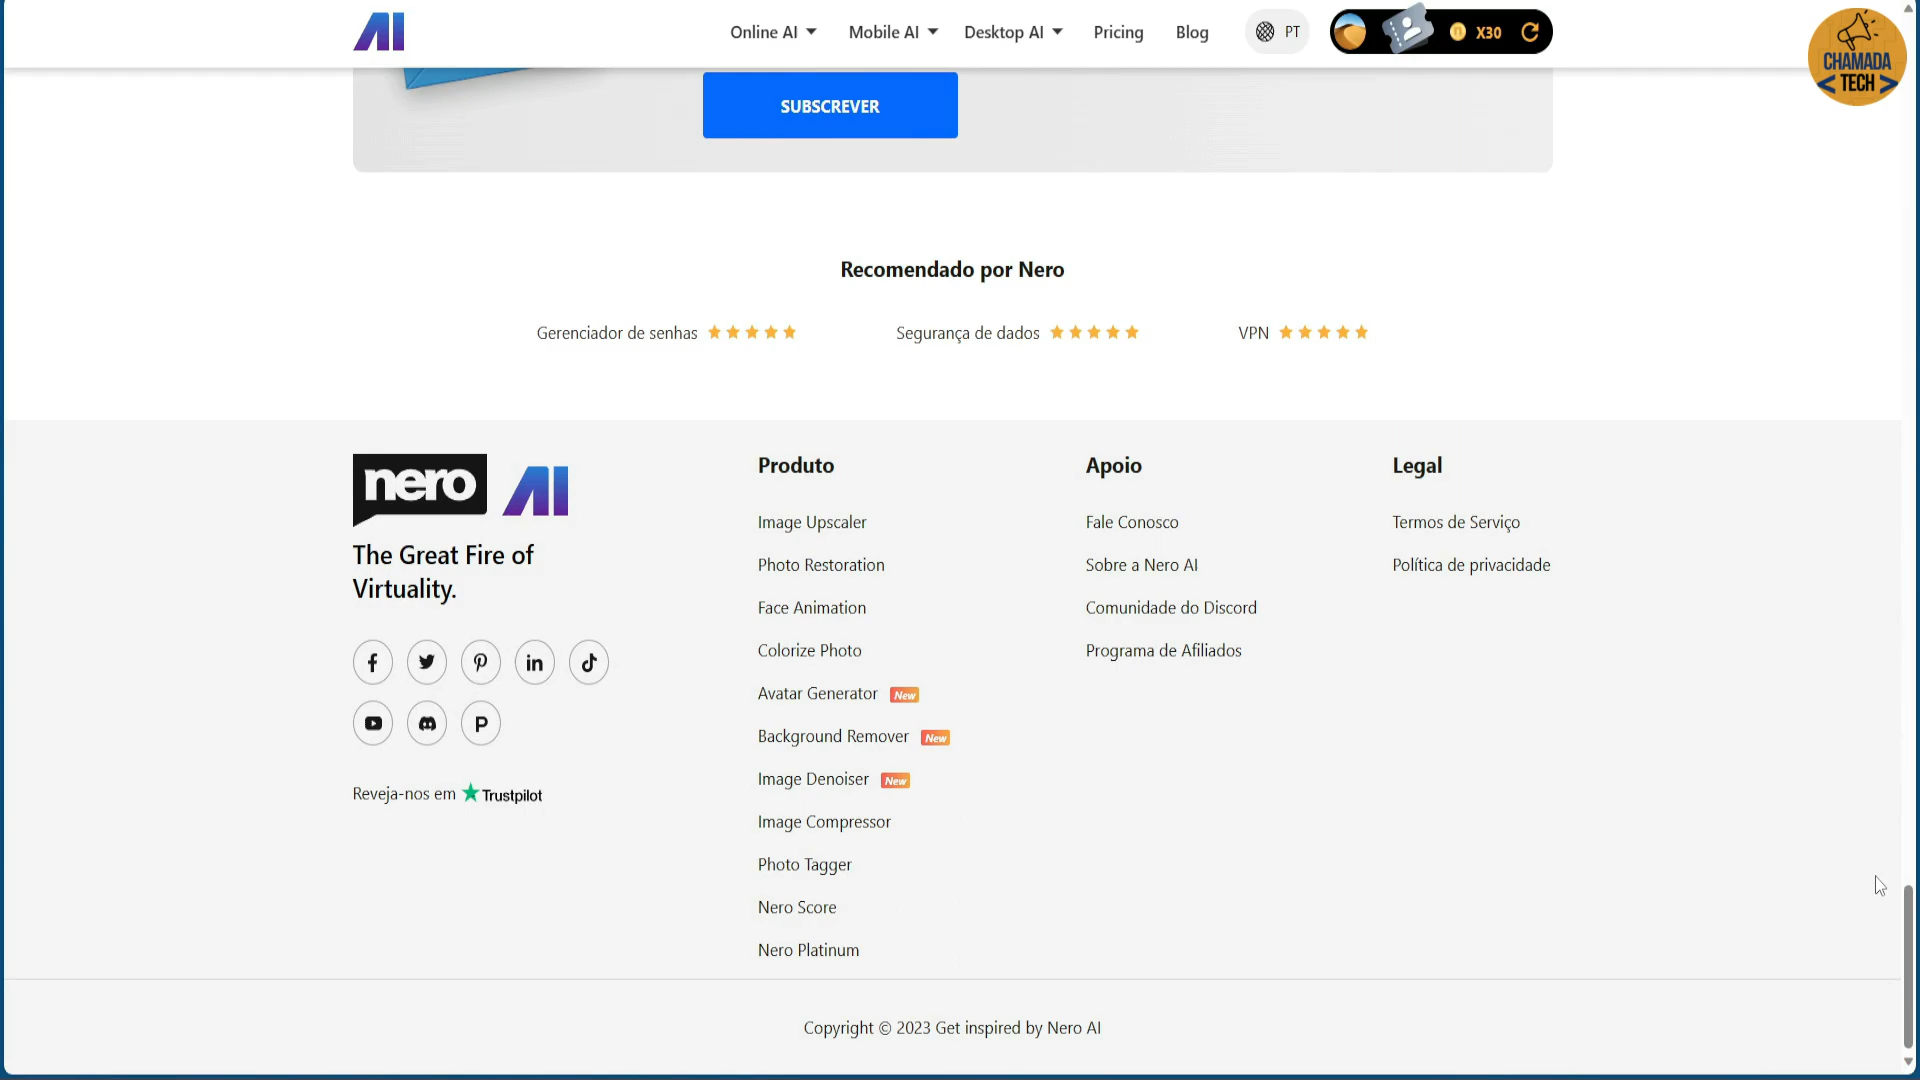 AI
Online AI
Mobile AI
Desktop AI
Pricing
Blog
PT
X30
CHAMADA
< TECH >
SUBSCREVER
Recomendado por Nero
Gerenciador de senhas
Segurança de dados
VPN
nero AI
The Great Fire of
Virtuality.
Reveja-nos em Trustpilot
Produto
Image Upscaler
Photo Restoration
Face Animation
Colorize Photo
Avatar Generator New
Background Remover New
Image Denoiser New
Image Compressor
Photo Tagger
Nero Score
Nero Platinum
Apoio
Fale Conosco
Sobre a Nero AI
Comunidade do Discord
Programa de Afiliados
Legal
Termos de Serviço
Política de privacidade
Copyright © 2023 Get inspired by Nero AI